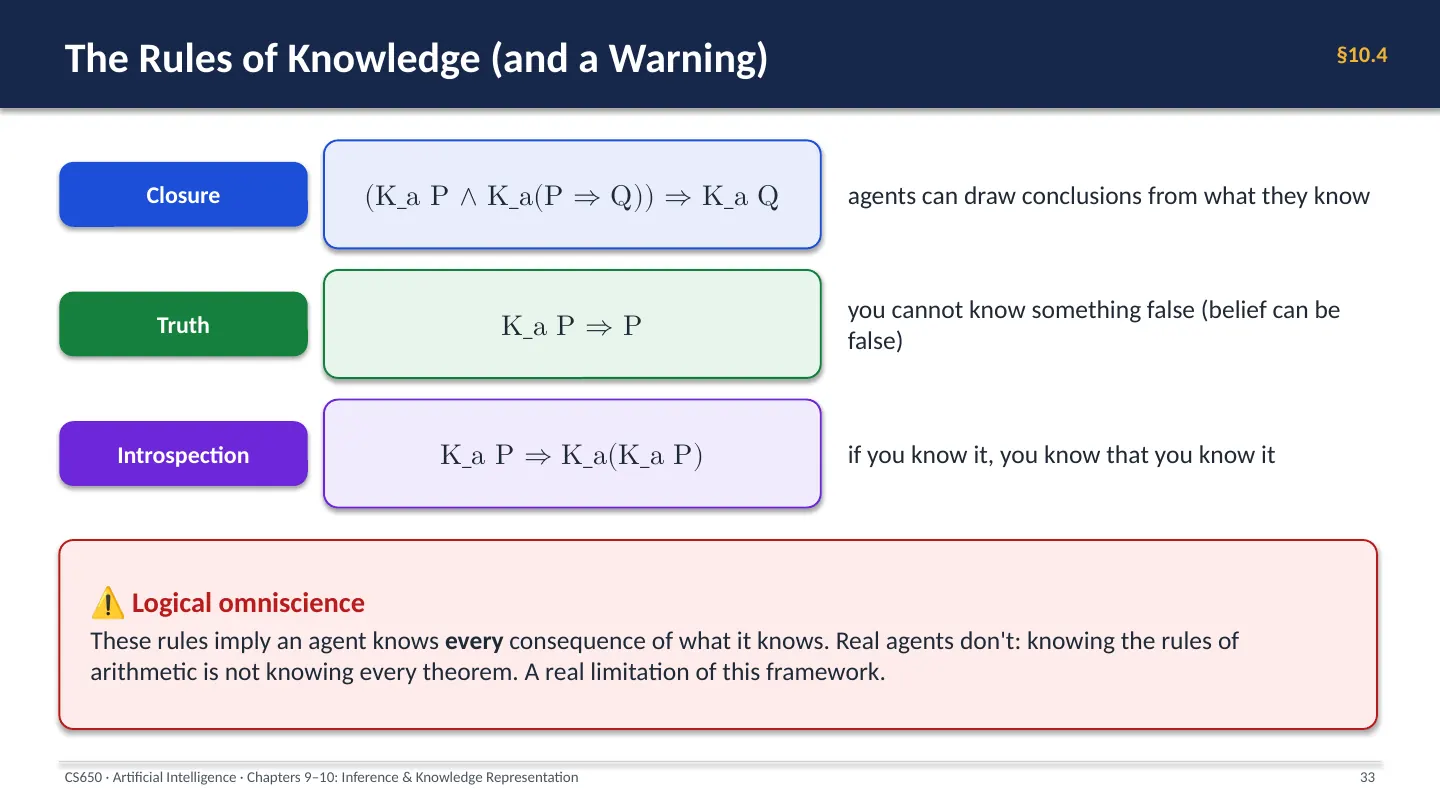 The Rules of Knowledge (and a Warning)
§10.4
Closure
(K_a P ∧ K_a(P ⇒ Q)) ⇒ K_a Q
agents can draw conclusions from what they know
Truth
K_a P ⇒ P
you cannot know something false (belief can be
false)
Introspection
K_a P ⇒ K_a(K_a P)
if you know it, you know that you know it
⚠️ Logical omniscience
These rules imply an agent knows every consequence of what it knows. Real agents don't: knowing the rules of
arithmetic is not knowing every theorem. A real limitation of this framework.
CS650 · Artificial Intelligence · Chapters 9–10: Inference & Knowledge Representation
33